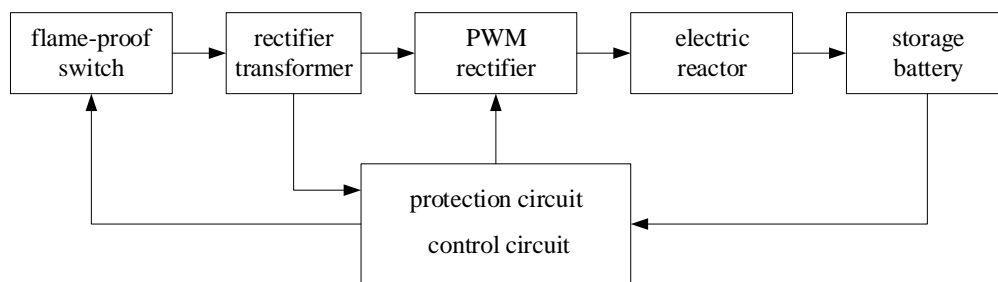 flame-proof
switch
rectifier
transformer
PWM
rectifier
electric
reactor
storage
battery
protection circuit
control circuit